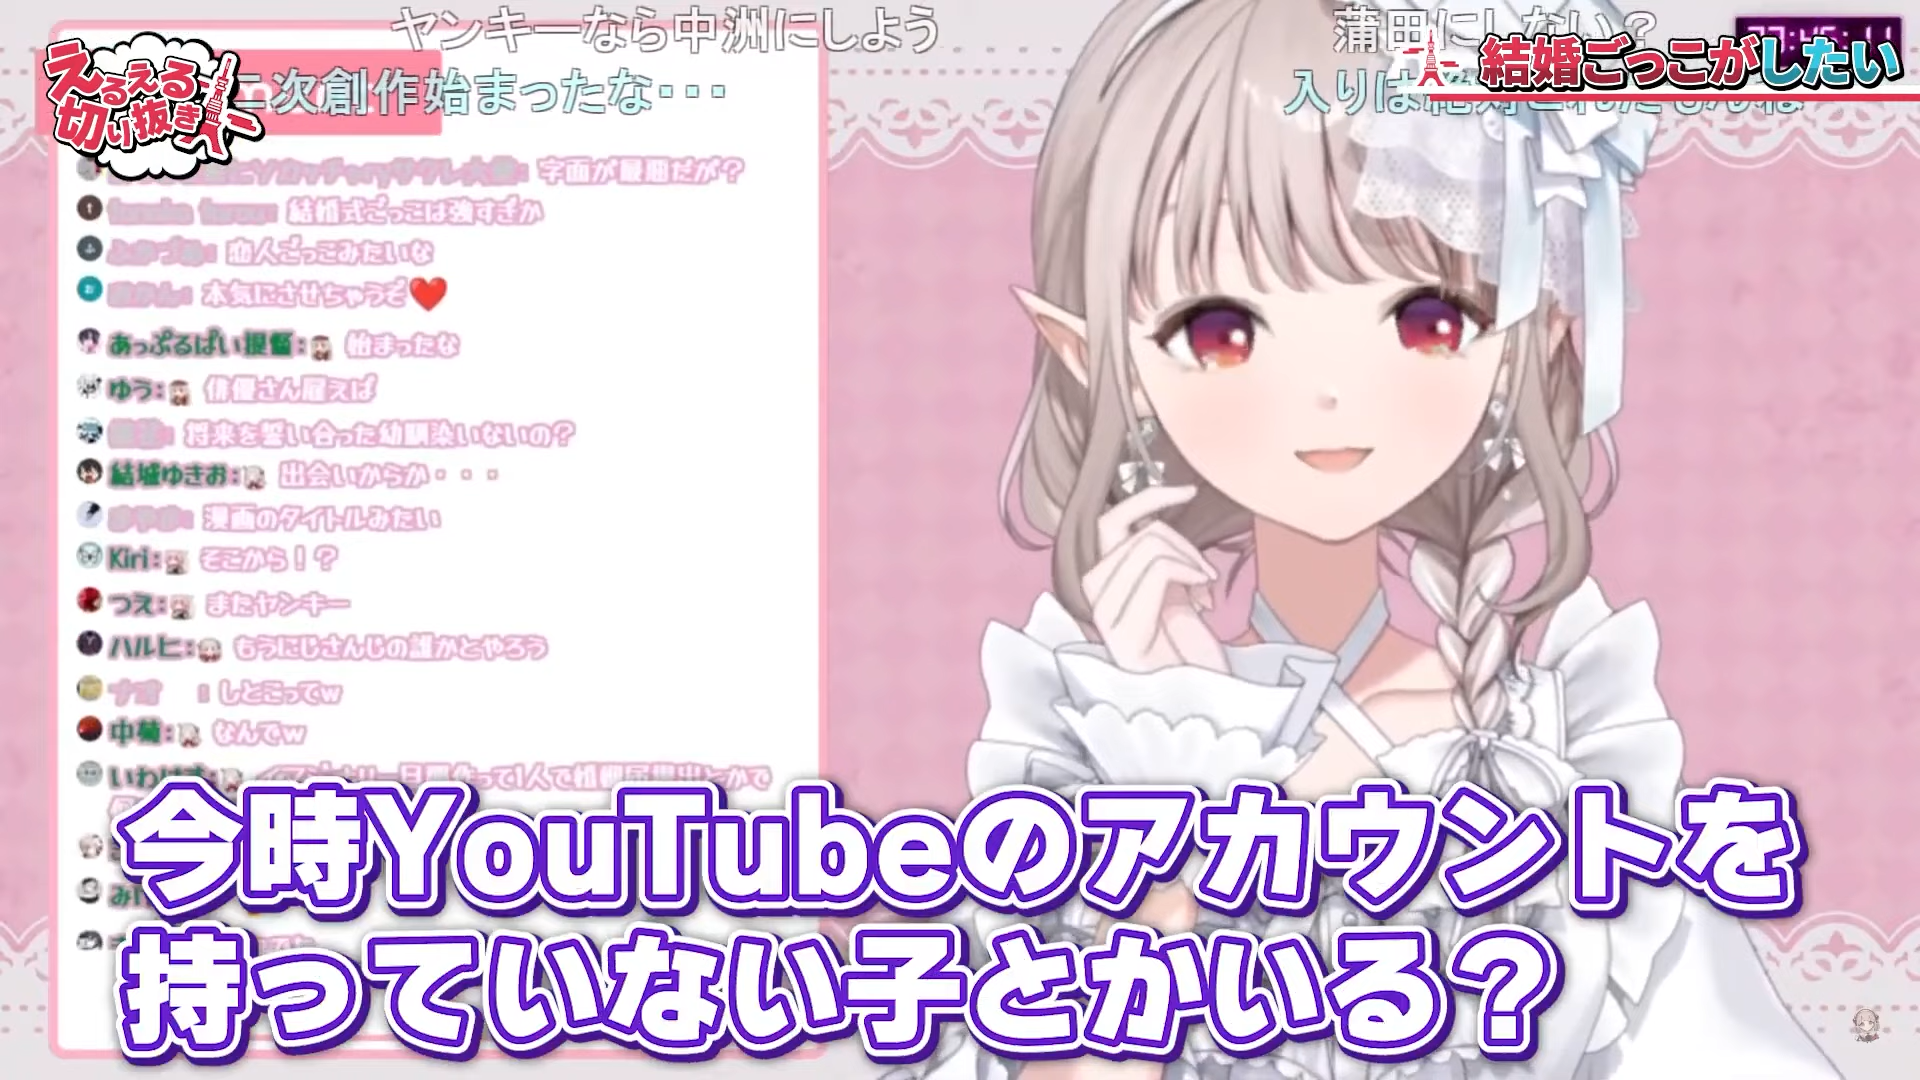 ヤンキーなら中洲にしよう
蒲田にしない？
えるえる
切り抜き
二次創作始まったな・・・
結婚ごっこがしたい
字面が最悪だが？
結婚式ごっこは強すぎか
恋人ごっこみたいな
本気にさせちゃうぞ❤️
あっぷるぱい提督: 始まったな
ゆう: 俳優さん雇えば
将来を誓い合った幼馴染いないの？
結城ゆきお: 出会いからか・・・
漫画のタイトルみたい
Kiri: そこから！？
つえ: またヤンキー
ハルヒ: もうにじさんじの誰かとやろう
ナオ : しとこってw
なんでw
今時YouTubeのアカウントを
持っていない子とかいる？